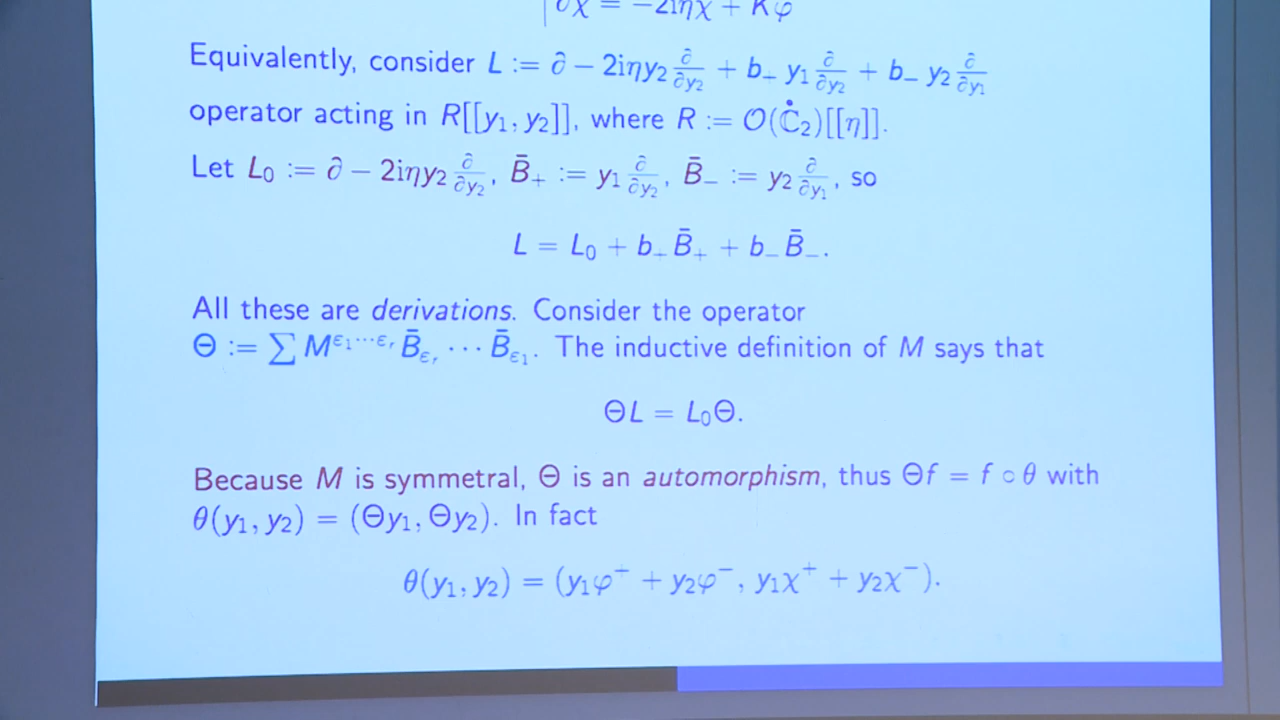 ∂χ = −2iηχ + Kφ
Equivalently, consider L := ∂ − 2iηy₂ ∂/∂y₂ + b₋ y₁ ∂/∂y₂ + b₋ y₂ ∂/∂y₁
operator acting in R[[y₁, y₂]], where R := 𝒪(ℂ̇₂)[[η]].
Let L₀ := ∂ − 2iηy₂ ∂/∂y₂, B̄₊ := y₁ ∂/∂y₂, B̄₋ := y₂ ∂/∂y₁, so
L = L₀ + b₊B̄₊ + b₋B̄₋.
All these are derivations. Consider the operator
Θ := ∑ M^{ε₁⋯ε_r} B̄_{ε_r} ⋯ B̄_{ε₁}. The inductive definition of M says that
ΘL = L₀Θ.
Because M is symmetral, Θ is an automorphism, thus Θf = f ∘ θ with
θ(y₁, y₂) = (Θy₁, Θy₂). In fact
θ(y₁, y₂) = (y₁φ⁺ + y₂φ⁻, y₁χ⁺ + y₂χ⁻).